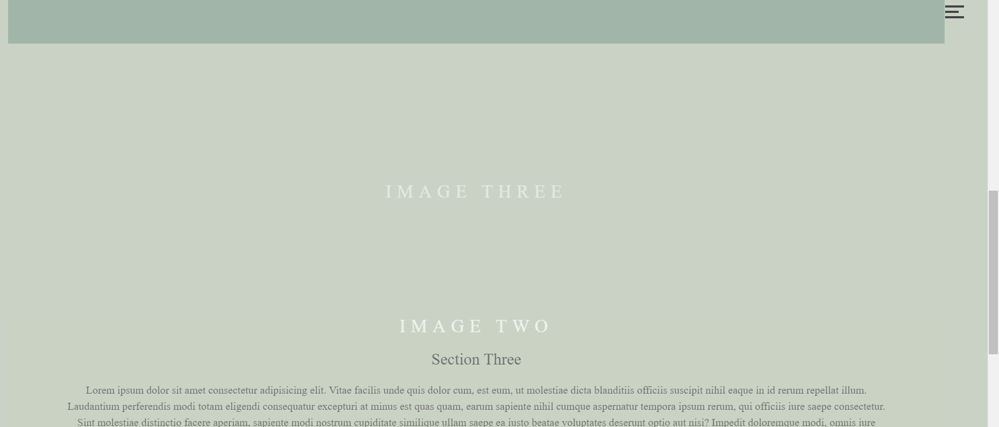 IMAGE THREE
IMAGE TWO
Section Three
Lorem ipsum dolor sit amet consectetur adipisicing elit. Vitae facilis unde quis dolor cum, est eum, ut molestiae dicta blanditiis officiis suscipit nihil eaque in id rerum repellat illum.
Laudantium perferendis modi totam eligendi consequatur excepturi at minus est quas quam, earum sapiente nihil cumque aspernatur tempora ipsum rerum, qui officiis iure saepe consectetur.
Sint molestiae distinctio facere aperiam, sapiente modi nostrum cupiditate similique ullam saepe ea iusto beatae voluptates deserunt optio aut nisi? Impedit doloremque modi, omnis iure